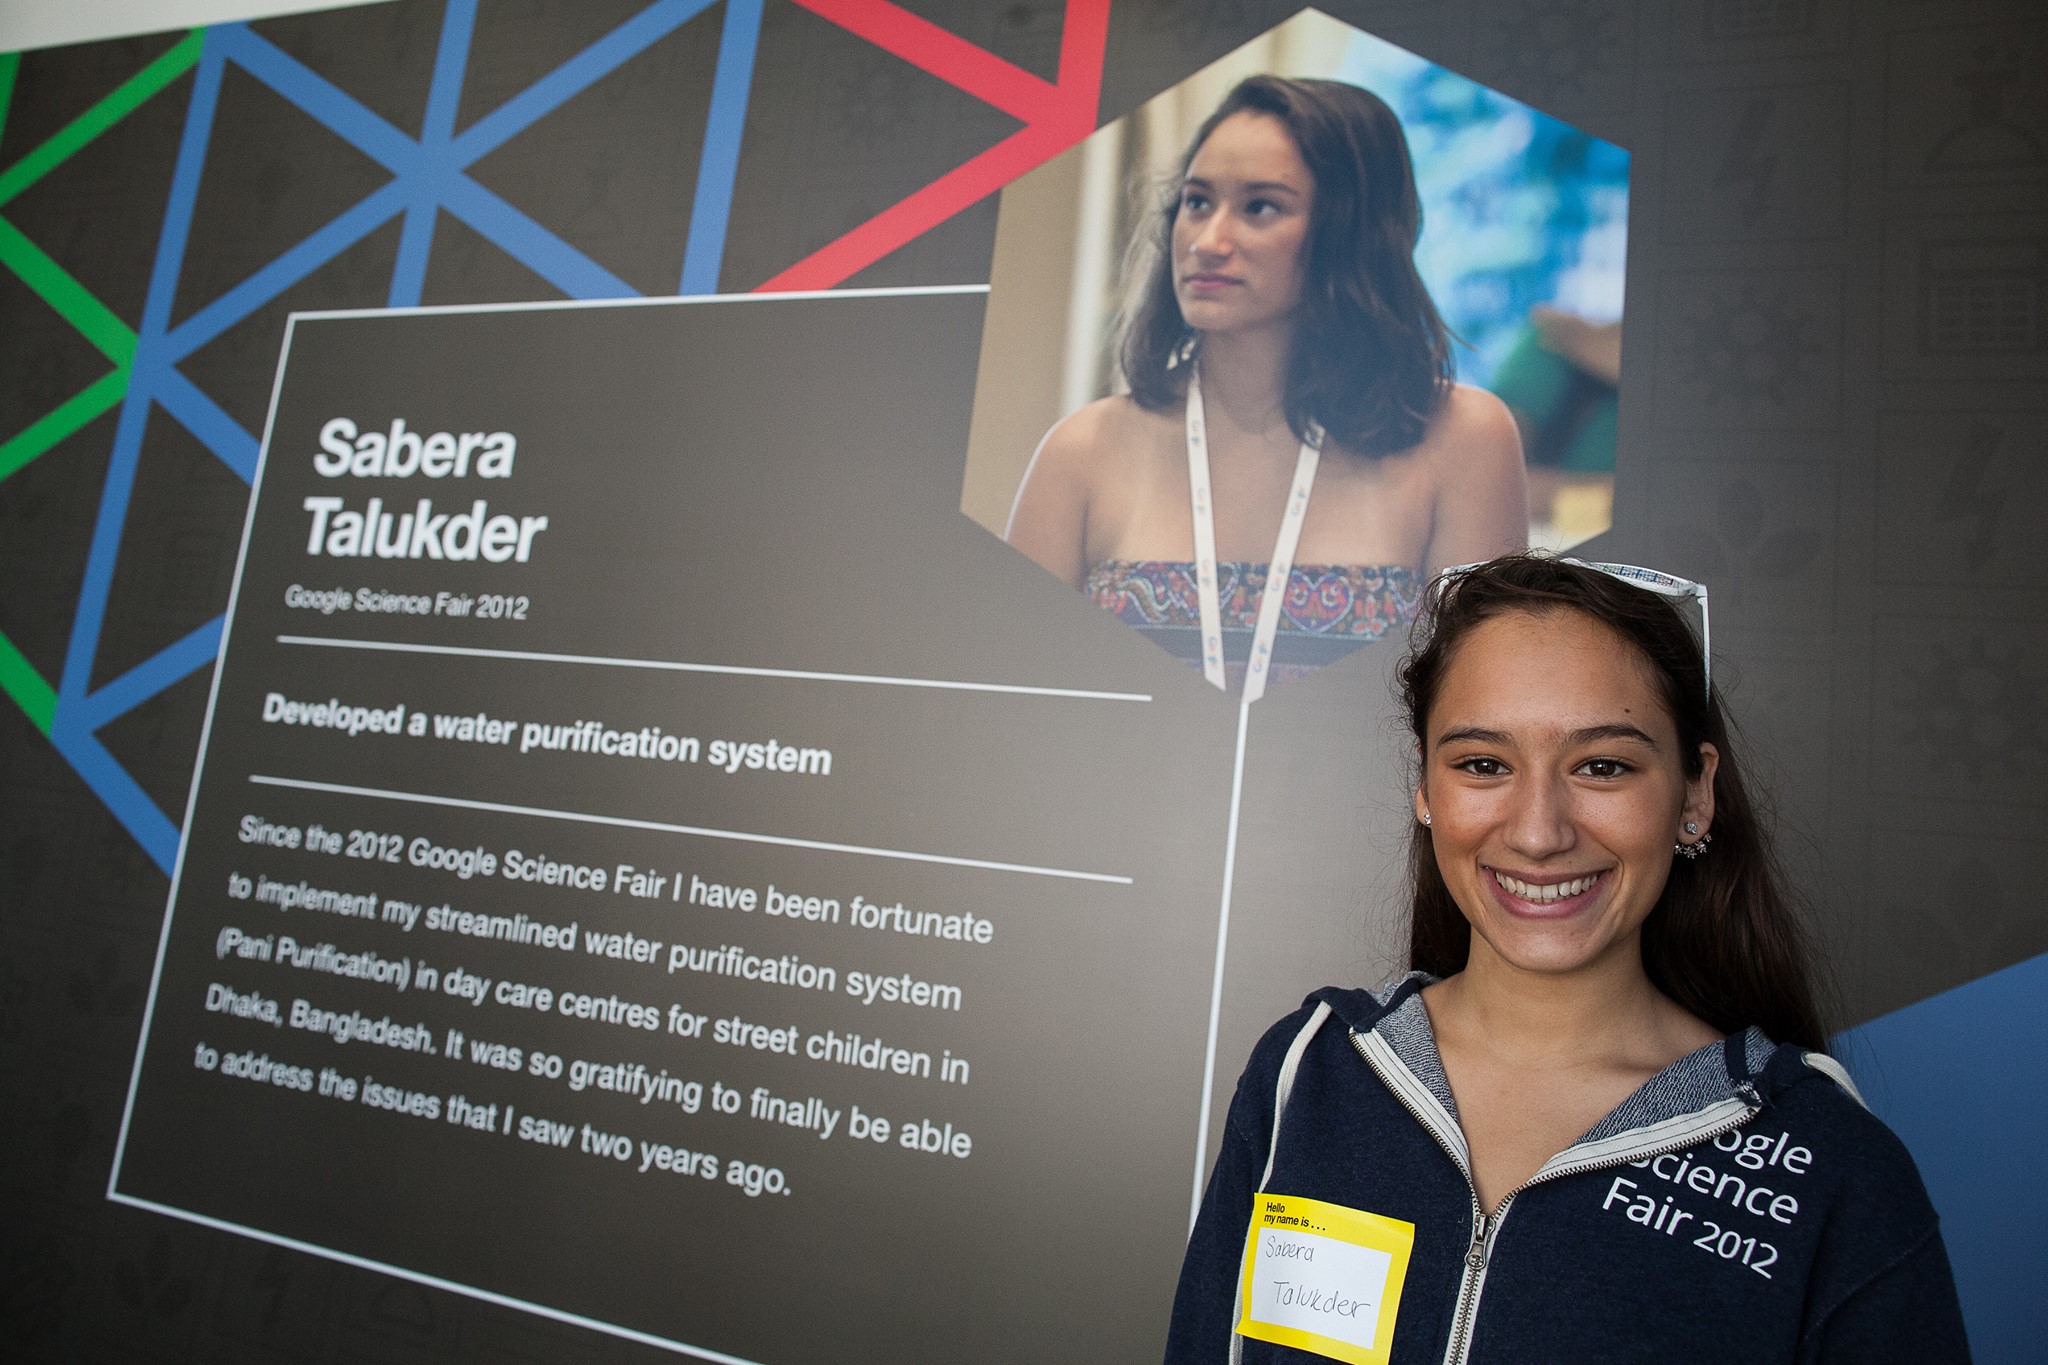 Sabera
Talukder
Google Science Fair 2012
Developed a water purification system
Since the 2012 Google Science Fair I have been fortunate
to implement my streamlined water purification system
(Pani Purification) in day care centres for street children in
Dhaka, Bangladesh. It was so gratifying to finally be able
to address the issues that I saw two years ago.
Hello
my name is . . .
Sabera
Talukder
ogle
Science
Fair 2012